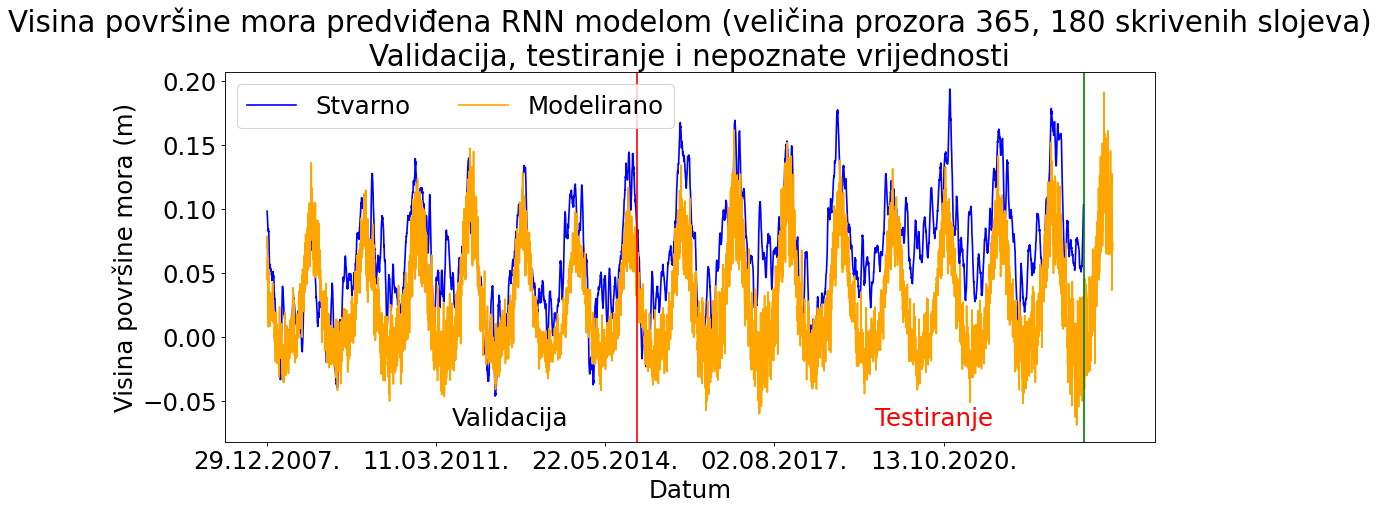 Visina površine mora predviđena RNN modelom (veličina prozora 365, 180 skrivenih slojeva)
Validacija, testiranje i nepoznate vrijednosti
Stvarno
Modelirano
Visina površine mora (m)
0.20
0.15
0.10
0.05
0.00
−0.05
Validacija
Testiranje
29.12.2007.
11.03.2011.
22.05.2014.
02.08.2017.
13.10.2020.
Datum